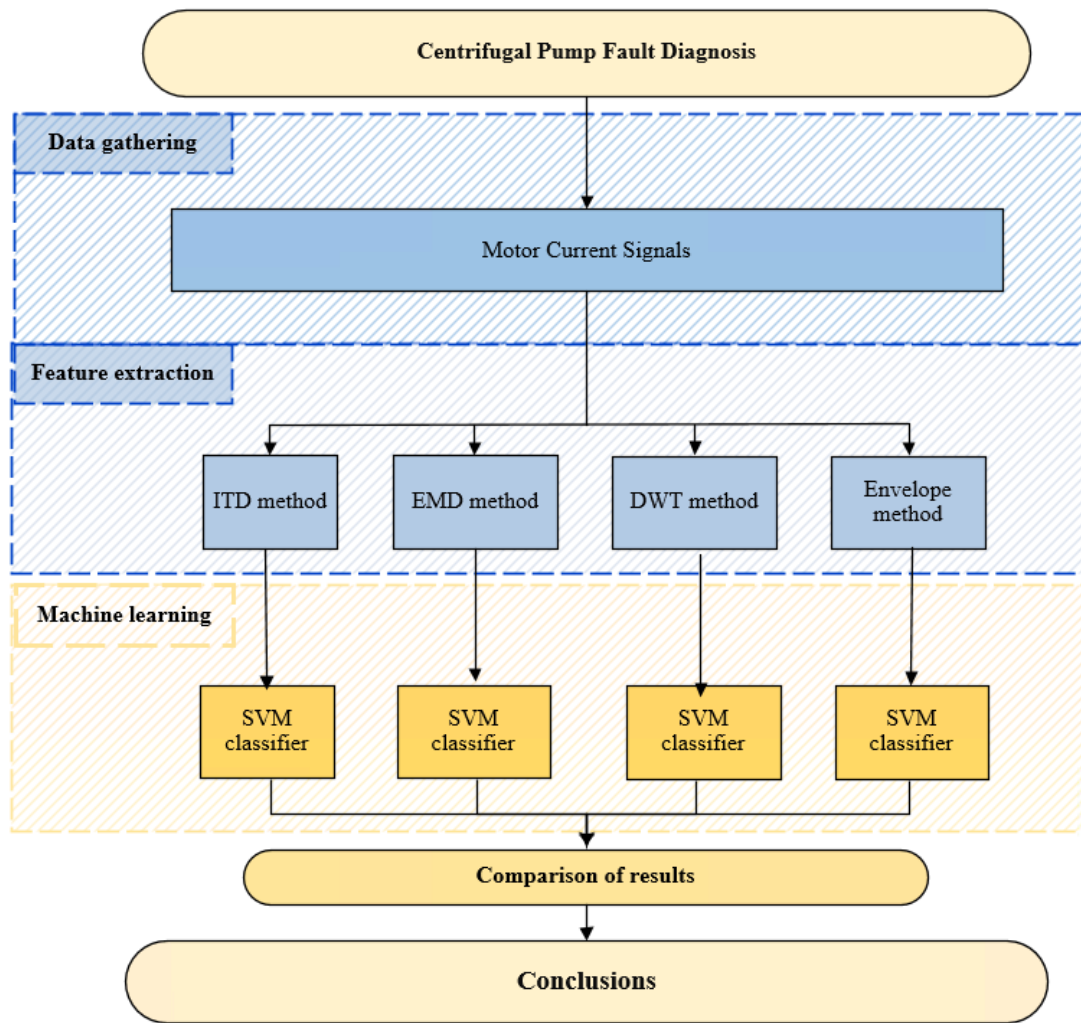 Centrifugal Pump Fault Diagnosis
Data gathering
Motor Current Signals
Feature extraction
ITD method
EMD method
DWT method
Envelope
method
Machine learning
SVM
classifier
SVM
classifier
SVM
classifier
SVM
classifier
Comparison of results
Conclusions